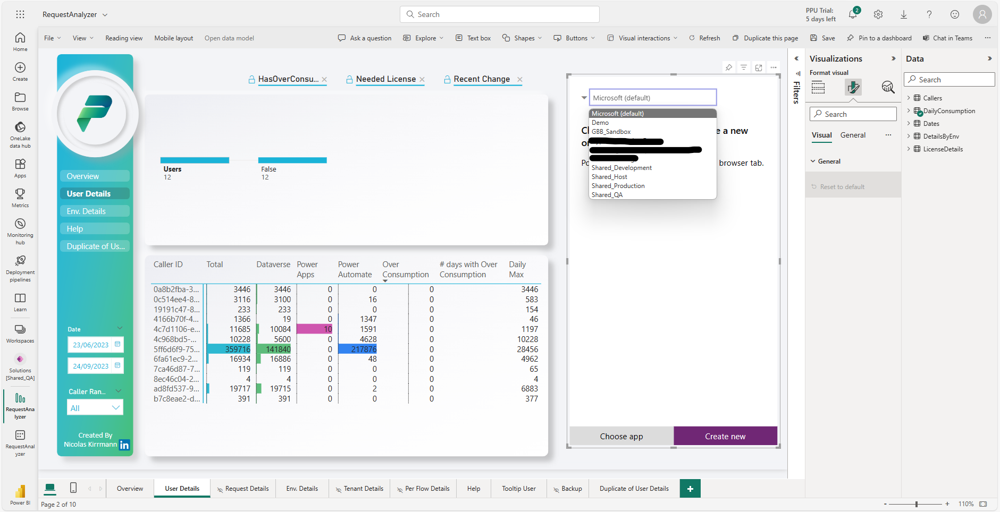 RequestAnalyzer
Search
PPU Trial:
5 days left
2
File
View
Reading view
Mobile layout
Open data model
Ask a question
Explore
Text box
Shapes
Buttons
Visual interactions
Refresh
Duplicate this page
Save
Pin to a dashboard
Chat in Teams
Home
Create
Browse
OneLake
data hub
Apps
Metrics
Monitoring
hub
Deployment
pipelines
Learn
Workspaces
Solutions
[Shared_QA]
RequestAna
lyzer
RequestAnal
yzer
Power BI
Overview
User Details
Env. Details
Help
Duplicate of Us...
Date
23/06/2023
24/09/2023
Caller Ran...
All
Created By
Nicolas Kirrmann
in
HasOverConsu...
Needed License
Recent Change
Users
12
False
12
Caller ID Total Dataverse Power Apps Power Automate Over Consumption # days with Over Consumption Daily Max
0a8b2fba-3... 3446 3446 0 0 0 3446
0c514ee4-8... 3116 3100 0 16 0 583
19191c47-8... 233 233 0 0 0 154
4166b70f-4... 1366 19 0 1347 0 46
4c7d1106-e... 11685 10084 10 1591 0 1197
4c968bd5-... 10228 5600 0 4628 0 10228
5ff6d6f9-75... 359716 141840 0 217876 0 28456
6fa61ec9-2... 16934 16886 0 48 0 4962
7ca46d87-7... 119 119 0 0 0 65
8ec46c04-2... 4 4 0 0 0 4
ad8fd537-9... 19717 19715 0 2 0 6883
b7c8eae2-d... 391 391 0 0 0 377
Microsoft (default)
Microsoft (default)
Demo
GBB_Sandbox
Shared_Development
Shared_Host
Shared_Production
Shared_QA
e a new
browser tab.
Choose app
Create new
Filters
Visualizations
Format visual
Search
Visual
General
General
Reset to default
Data
Search
Callers
DailyConsumption
Dates
DetailsByEnv
LicenseDetails
Overview
User Details
Request Details
Env. Details
Tenant Details
Per Flow Details
Help
Tooltip User
Backup
Duplicate of User Details
+
Page 2 of 10
- + 110%